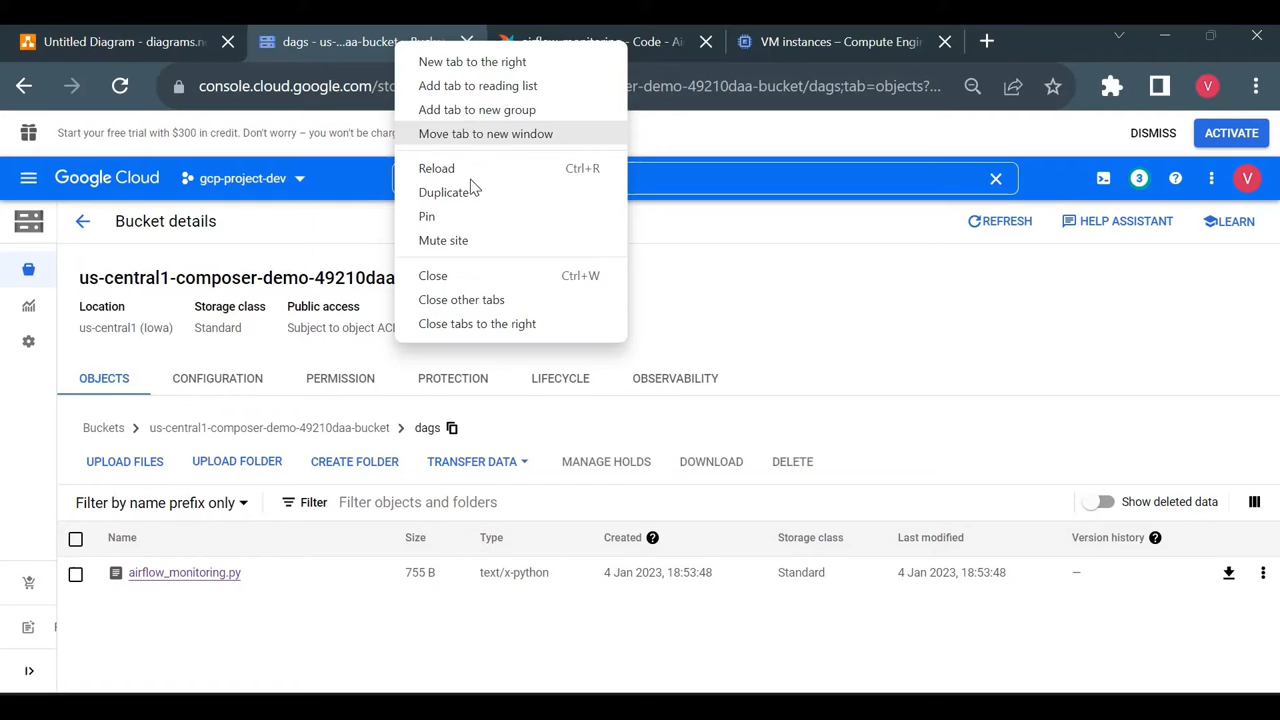 Untitled Diagram - diagrams.ne
dags - us-...aa-bucket - Bucke
airflow_monitoring - Code - Ai
VM instances – Compute Engin
console.cloud.google.com/sto
demo-49210daa-bucket/dags;tab=objects?...
V
New tab to the right
Add tab to reading list
Add tab to new group
Move tab to new window
Reload Ctrl+R
Duplicate
Pin
Mute site
Close Ctrl+W
Close other tabs
Close tabs to the right
Start your free trial with $300 in credit. Don't worry – you won't be charg
DISMISS
ACTIVATE
Google Cloud
gcp-project-dev
3
V
Bucket details
REFRESH
HELP ASSISTANT
LEARN
us-central1-composer-demo-49210daa
Location Storage class Public access
us-central1 (Iowa) Standard Subject to object ACL
OBJECTS CONFIGURATION PERMISSION PROTECTION LIFECYCLE OBSERVABILITY
Buckets us-central1-composer-demo-49210daa-bucket dags
UPLOAD FILES UPLOAD FOLDER CREATE FOLDER TRANSFER DATA MANAGE HOLDS DOWNLOAD DELETE
Filter by name prefix only Filter Filter objects and folders Show deleted data
Name Size Type Created Storage class Last modified Version history
airflow_monitoring.py 755 B text/x-python 4 Jan 2023, 18:53:48 Standard 4 Jan 2023, 18:53:48 —